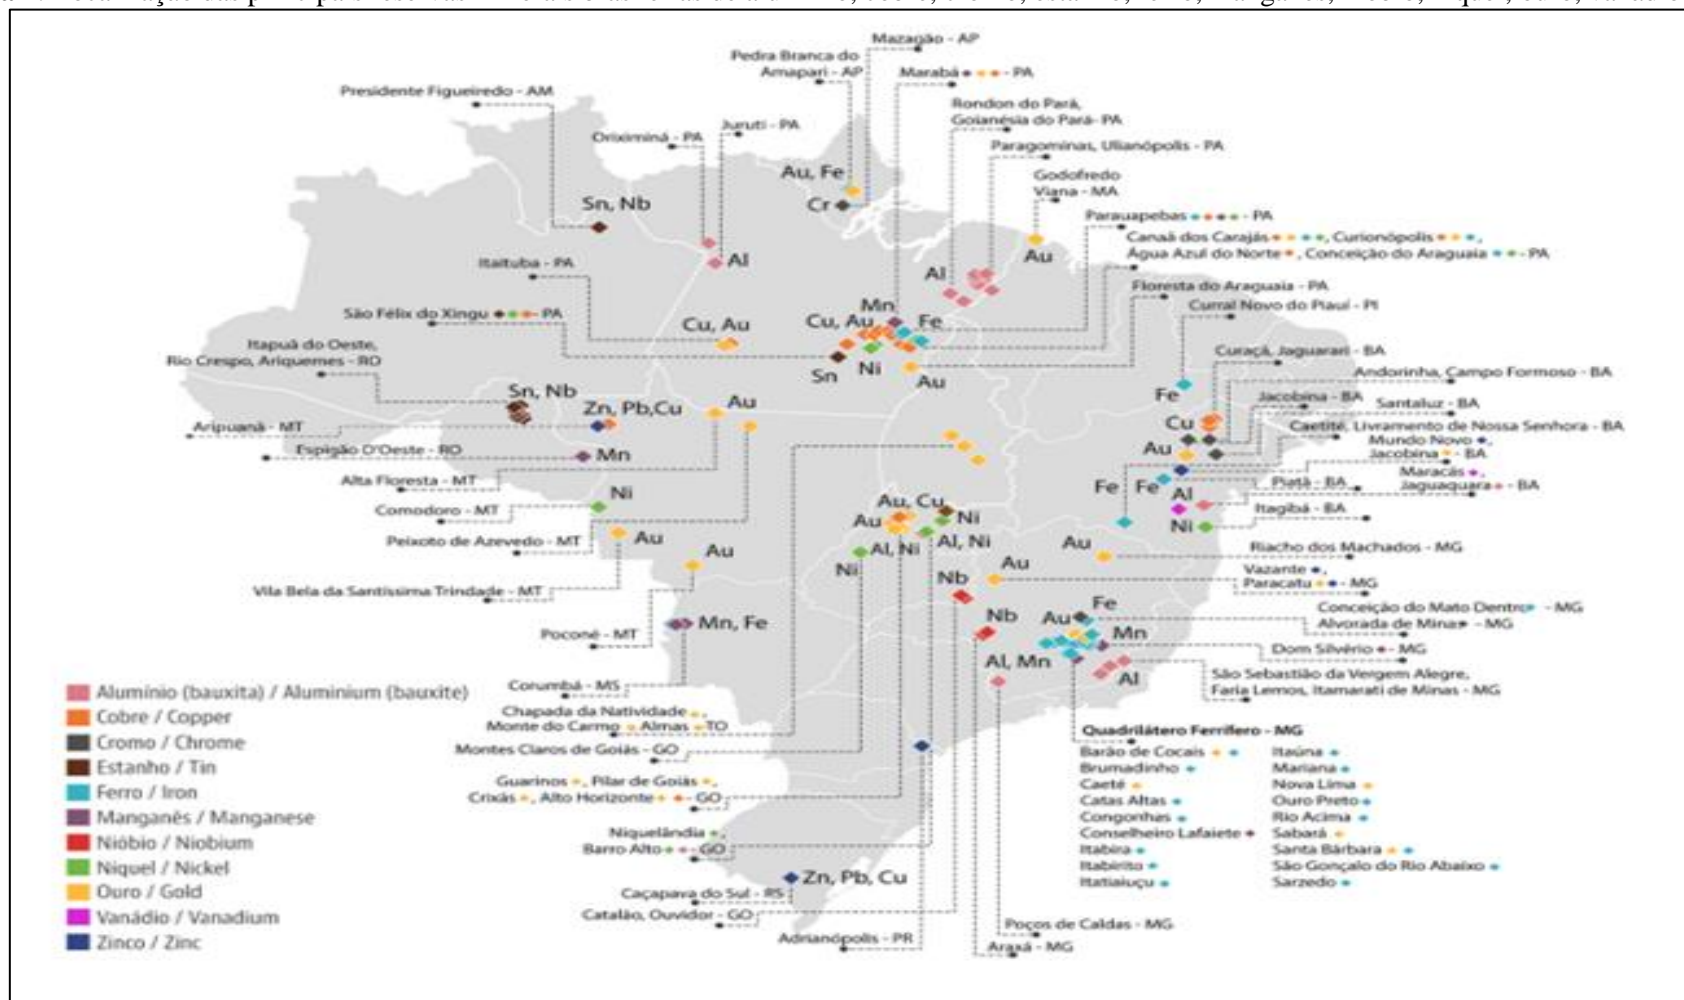 Mazagão - AP
Pedra Branca do
Amapari - AP
Marabá - PA
Presidente Figueiredo - AM
Rondon do Pará,
Goianésia do Pará- PA
Juruti - PA
Oriximiná - PA
Paragominas, Ulianópolis - PA
Godofredo
Viana - MA
Au, Fe
Cr
Sn, Nb
Parauapebas - PA
Canaã dos Carajás, Curionópolis,
Água Azul do Norte, Conceição do Araguaia - PA
Au
Al
Itaituba - PA
Al
Floresta do Araguaia - PA
Curral Novo do Piauí - PI
Mn
São Félix do Xingu - PA
Cu, Au
Cu, Au
Fe
Itapuã do Oeste,
Rio Crespo, Ariquemes - RO
Curaçá, Jaguarari - BA
Ni
Sn
Au
Andorinha, Campo Formoso - BA
Sn, Nb
Fe
Jacobina - BA
Santaluz - BA
Zn, Pb,Cu
Au
Cu
Caetité, Livramento de Nossa Senhora - BA
Aripuanã - MT
Mundo Novo,
Jacobina - BA
Espigão D'Oeste - RO
Mn
Au
Maracás,
Jaguaquara - BA
Alta Floresta - MT
Fe
Fe
Piatã - BA
Ni
Al
Comodoro - MT
Au, Cu
Ni
Itagibá - BA
Au
Ni
Peixoto de Azevedo - MT
Au
Al, Ni
Au
Riacho dos Machados - MG
Au
Al, Ni
Ni
Au
Vazante,
Paracatu - MG
Vila Bela da Santíssima Trindade - MT
Nb
Fe
Conceição do Mato Dentro - MG
Alvorada de Minas - MG
Mn, Fe
Nb
Au
Poconé - MT
Mn
Dom Silvério - MG
Al, Mn
São Sebastião da Vergem Alegre,
Faria Lemos, Itamarati de Minas - MG
Al
Corumbá - MS
Alumínio (bauxita) / Aluminium (bauxite)
Cobre / Copper
Cromo / Chrome
Estanho / Tin
Ferro / Iron
Manganês / Manganese
Nióbio / Niobium
Níquel / Nickel
Ouro / Gold
Vanádio / Vanadium
Zinco / Zinc
Chapada da Natividade,
Monte do Carmo Almas - TO
Montes Claros de Goiás - GO
Guarinos, Pilar de Goiás,
Crixás, Alto Horizonte - GO
Niquelândia,
Barro Alto - GO
Zn, Pb, Cu
Caçapava do Sul - RS
Catalão, Ouvidor - GO
Adrianópolis - PR
Quadrilátero Ferrífero - MG
Barão de Cocais
Brumadinho
Caeté
Catas Altas
Congonhas
Conselheiro Lafaiete
Itabira
Itabirito
Itatiaiuçu
Itaúna
Mariana
Nova Lima
Ouro Preto
Rio Acima
Sabará
Santa Bárbara
São Gonçalo do Rio Abaixo
Sarzedo
Poços de Caldas - MG
Araxá - MG